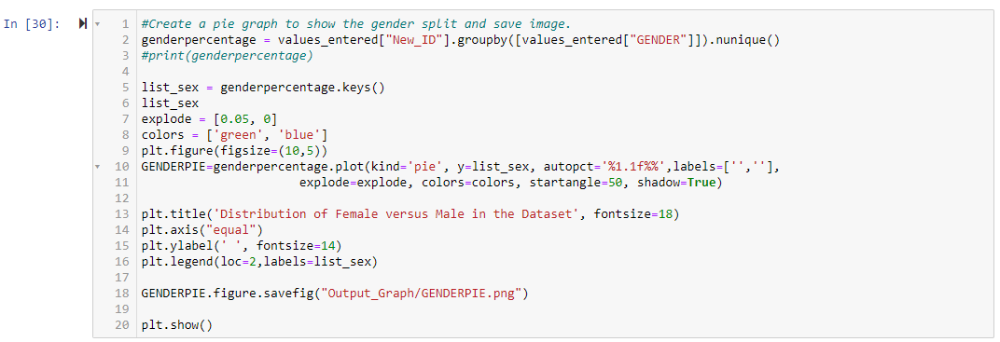 In [30]:
1 #Create a pie graph to show the gender split and save image.
2 genderpercentage = values_entered["New_ID"].groupby([values_entered["GENDER"]]).nunique()
3 #print(genderpercentage)
4
5 list_sex = genderpercentage.keys()
6 list_sex
7 explode = [0.05, 0]
8 colors = ['green', 'blue']
9 plt.figure(figsize=(10,5))
10 GENDERPIE=genderpercentage.plot(kind='pie', y=list_sex, autopct='%1.1f%%',labels=['',''],
11                       explode=explode, colors=colors, startangle=50, shadow=True)
12
13 plt.title('Distribution of Female versus Male in the Dataset', fontsize=18)
14 plt.axis("equal")
15 plt.ylabel(' ', fontsize=14)
16 plt.legend(loc=2,labels=list_sex)
17
18 GENDERPIE.figure.savefig("Output_Graph/GENDERPIE.png")
19
20 plt.show()